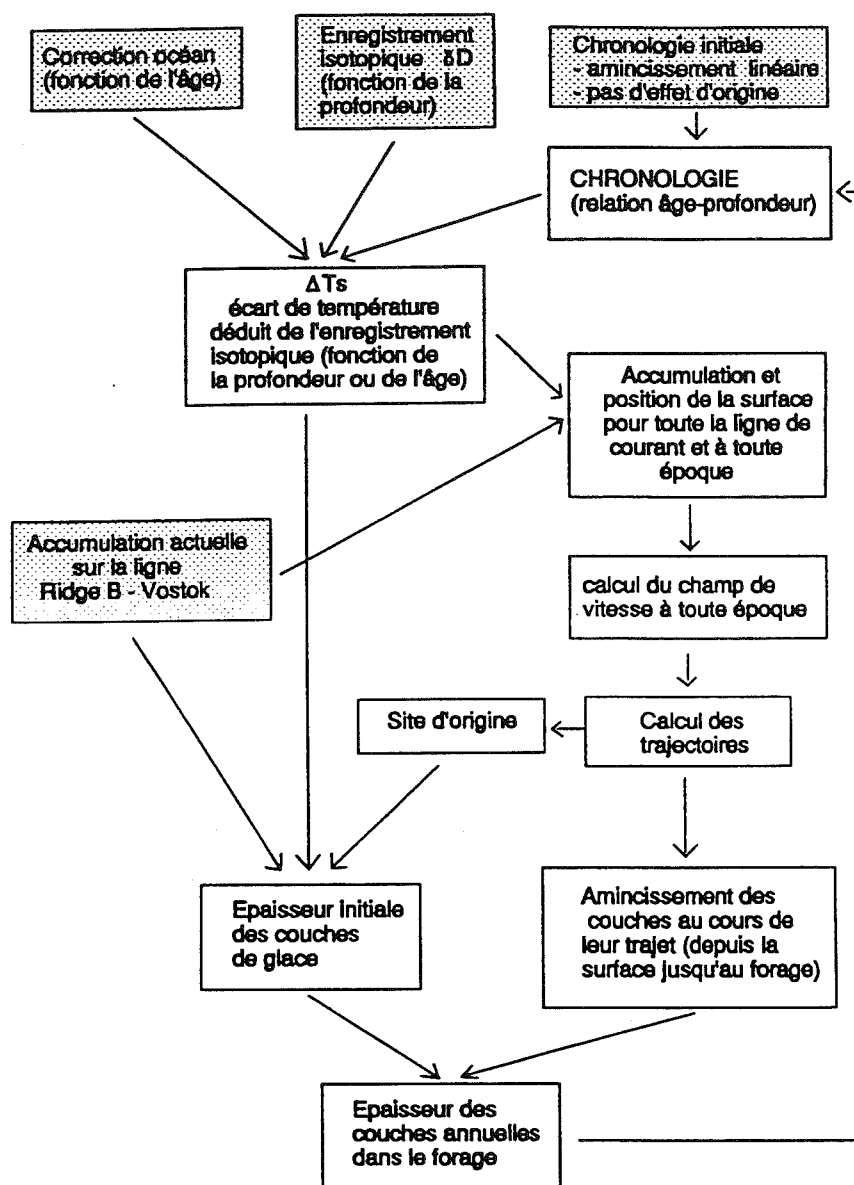 Correction océan
(fonction de l'âge)
Enregistrement
isotopique δD
(fonction de la
profondeur)
Chronologie initiale
- amincissement linéaire
- pas d'effet d'origine
CHRONOLOGIE
(relation âge-profondeur)
ΔTs
écart de température
déduit de l'enregistrement
isotopique (fonction de
la profondeur ou de l'âge)
Accumulation et
position de la surface
pour toute la ligne de
courant et à toute
époque
Accumulation actuelle
sur la ligne
Ridge B - Vostok
calcul du champ de
vitesse à toute époque
Site d'origine
Calcul des
trajectoires
Epaisseur initiale
des couches
de glace
Amincissement des
couches au cours de
leur trajet (depuis la
surface jusqu'au forage)
Epaisseur des
couches annuelles
dans le forage